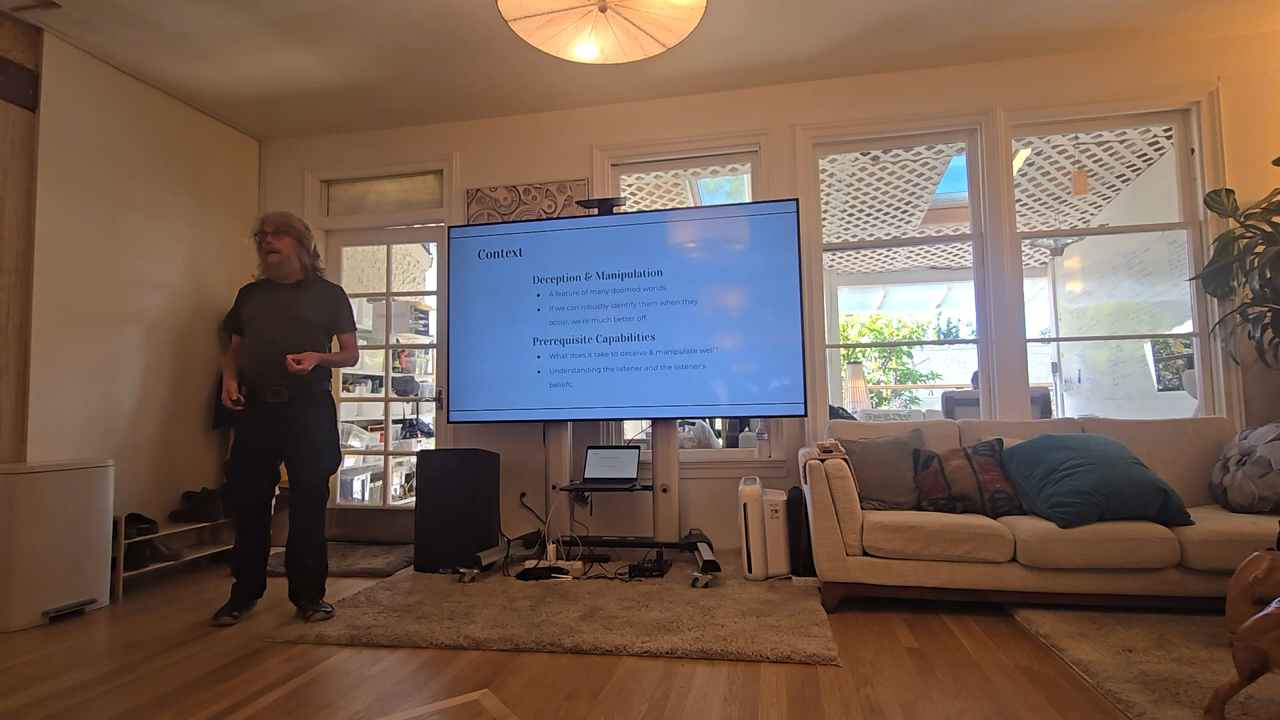 Context
Deception & Manipulation
A feature of many doomed worlds.
If we can robustly identify them when they
occur, we're much better off.
Prerequisite Capabilities
What does it take to deceive & manipulate well?
Understanding the listener and the listener's
beliefs.